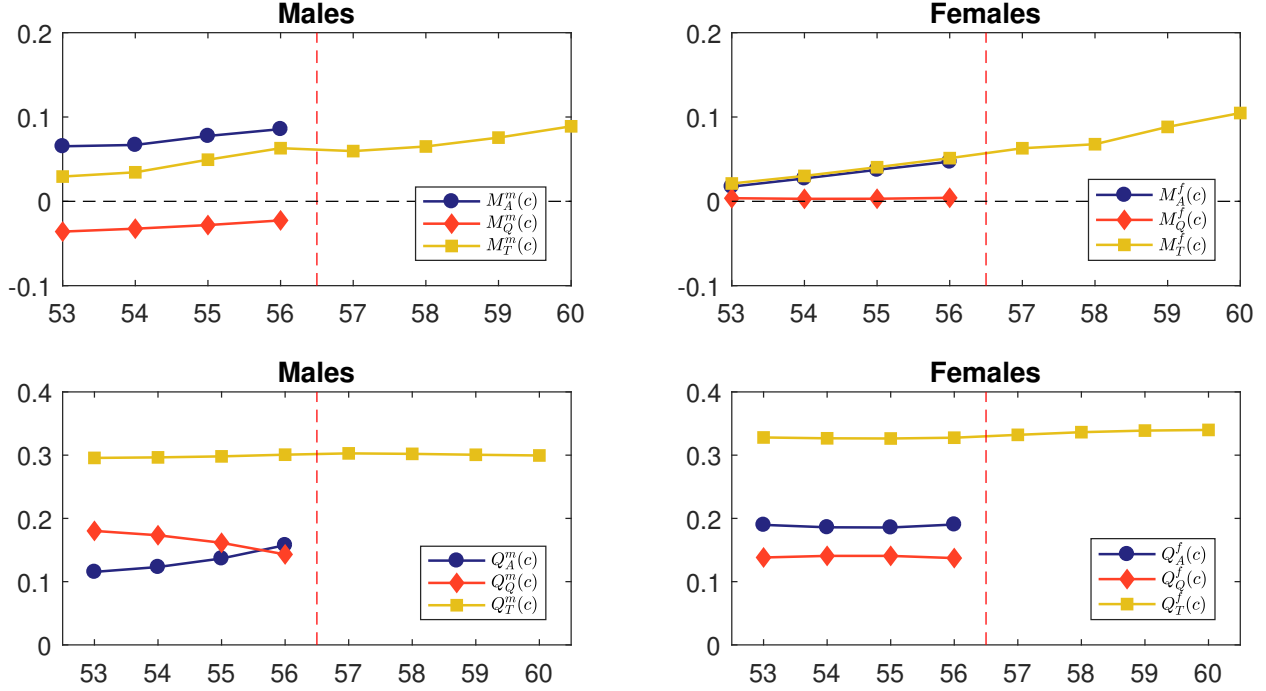 Males
0.2
0.1
0
-0.1
53 54 55 56 57 58 59 60
M_A^m(c)
M_Q^m(c)
M_T^m(c)
Females
0.2
0.1
0
-0.1
53 54 55 56 57 58 59 60
M_A^f(c)
M_Q^f(c)
M_T^f(c)
Males
0.4
0.3
0.2
0.1
0
53 54 55 56 57 58 59 60
Q_A^m(c)
Q_Q^m(c)
Q_T^m(c)
Females
0.4
0.3
0.2
0.1
0
53 54 55 56 57 58 59 60
Q_A^f(c)
Q_Q^f(c)
Q_T^f(c)